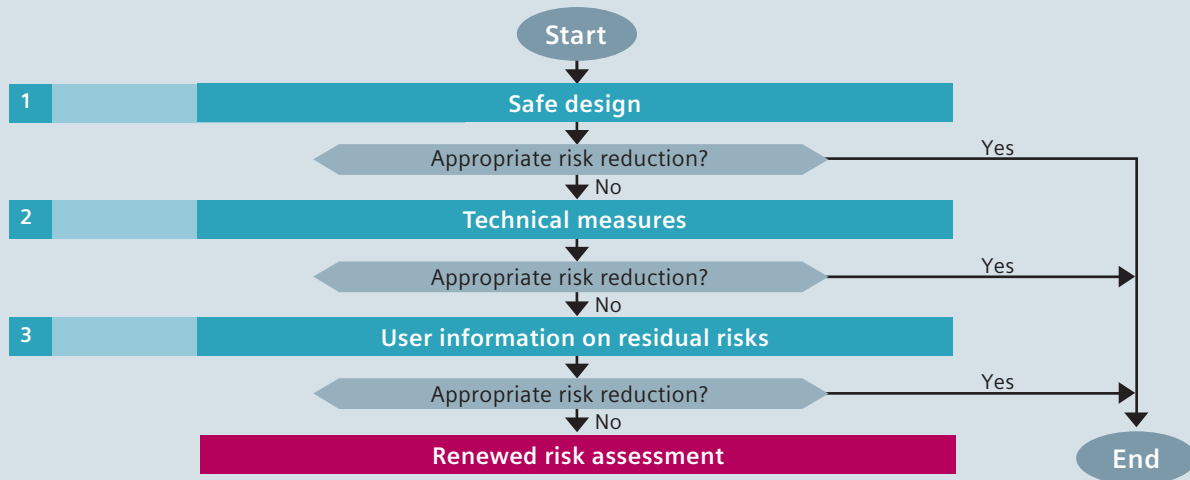 Start
1
Safe design
Appropriate risk reduction?
Yes
No
2
Technical measures
Appropriate risk reduction?
Yes
No
3
User information on residual risks
Appropriate risk reduction?
Yes
No
Renewed risk assessment
End